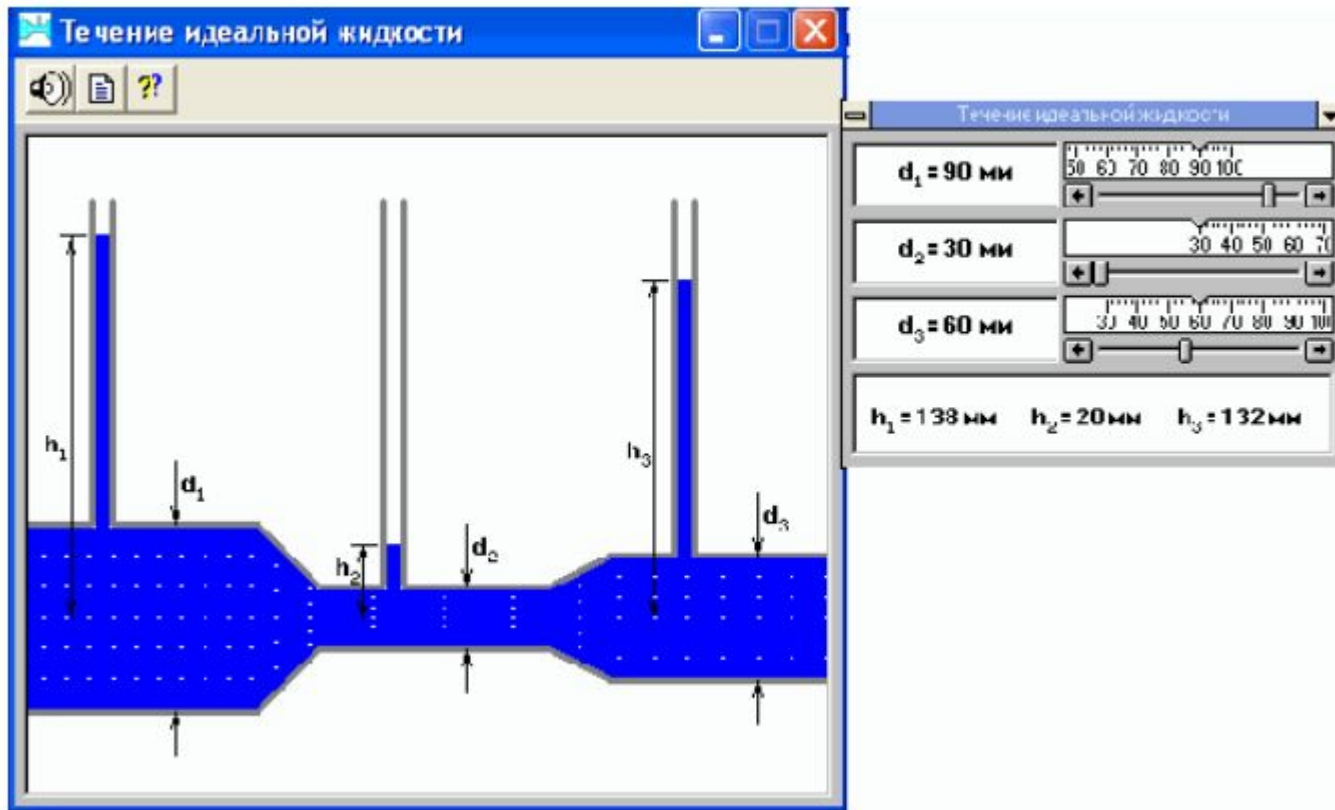 Течение идеальной жидкости
??
h₁
d₁
h₂
d₂
h₃
d₃
Течение идеальной жидкости
d₁ = 90 мм
50 60 70 80 90 100
d₂ = 30 мм
30 40 50 60 70
d₃ = 60 мм
30 40 50 60 70 80 90 100
h₁ = 138 мм h₂ = 20 мм h₃ = 132 мм